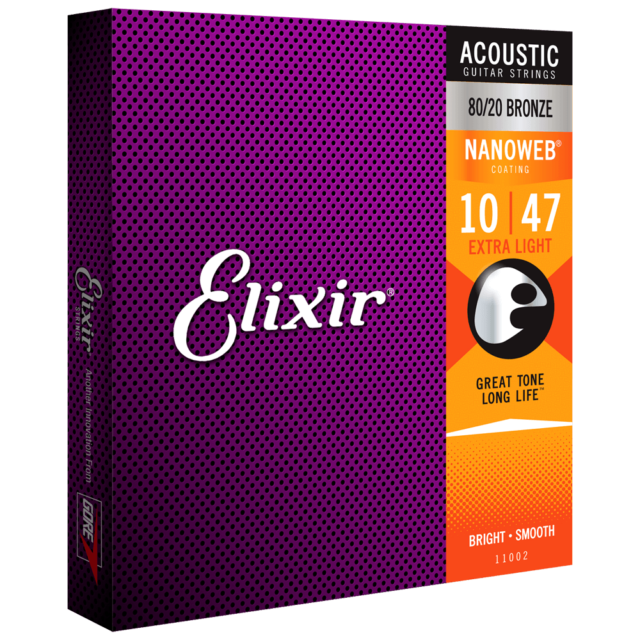 ACOUSTIC
GUITAR STRINGS
80/20 BRONZE
NANOWEB®
COATING
10 | 47
EXTRA LIGHT
Elixir®
GREAT TONE
LONG LIFE™
BRIGHT • SMOOTH
11002
Elixir
STRINGS
Another Innovation From
GORE